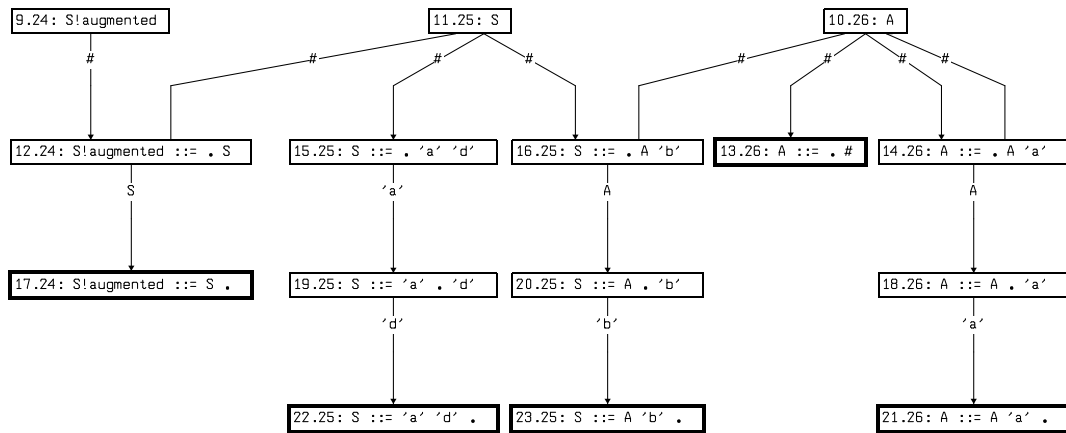 9.24: S!augmented
11.25: S
10.26: A
#
#
#
#
#
#
#
#
12.24: S!augmented ::= . S
15.25: S ::= . 'a' 'd'
16.25: S ::= . A 'b'
13.26: A ::= . #
14.26: A ::= . A 'a'
S
'a'
A
A
17.24: S!augmented ::= S .
19.25: S ::= 'a' . 'd'
20.25: S ::= A . 'b'
18.26: A ::= A . 'a'
'd'
'b'
'a'
22.25: S ::= 'a' 'd' .
23.25: S ::= A 'b' .
21.26: A ::= A 'a' .